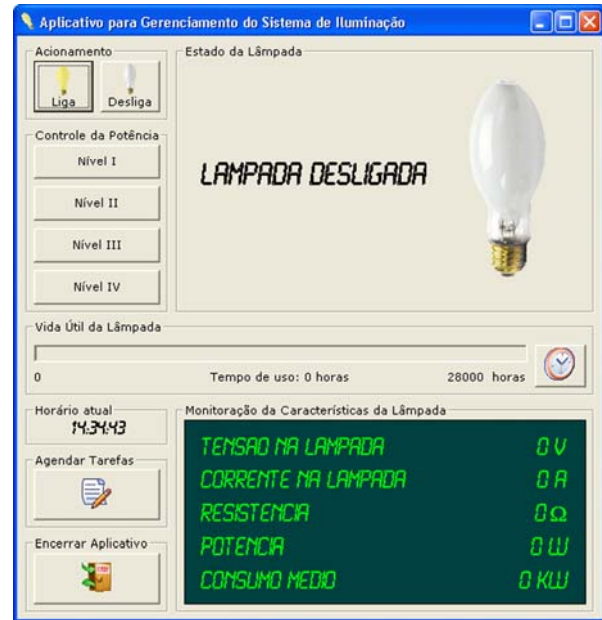 Aplicativo para Gerenciamento do Sistema de Iluminação
Acionamento
Liga
Desliga
Estado da Lâmpada
LAMPADA DESLIGADA
Controle da Potência
Nível I
Nível II
Nível III
Nível IV
Vida Útil da Lâmpada
0
Tempo de uso: 0 horas
28000 horas
Horário atual
14:34:43
Agendar Tarefas
Encerrar Aplicativo
Monitoração da Características da Lâmpada
TENSAO NA LAMPADA 0 V
CORRENTE NA LAMPADA 0 A
RESISTENCIA 0 Ω
POTENCIA 0 W
CONSUMO MEDIO 0 KW